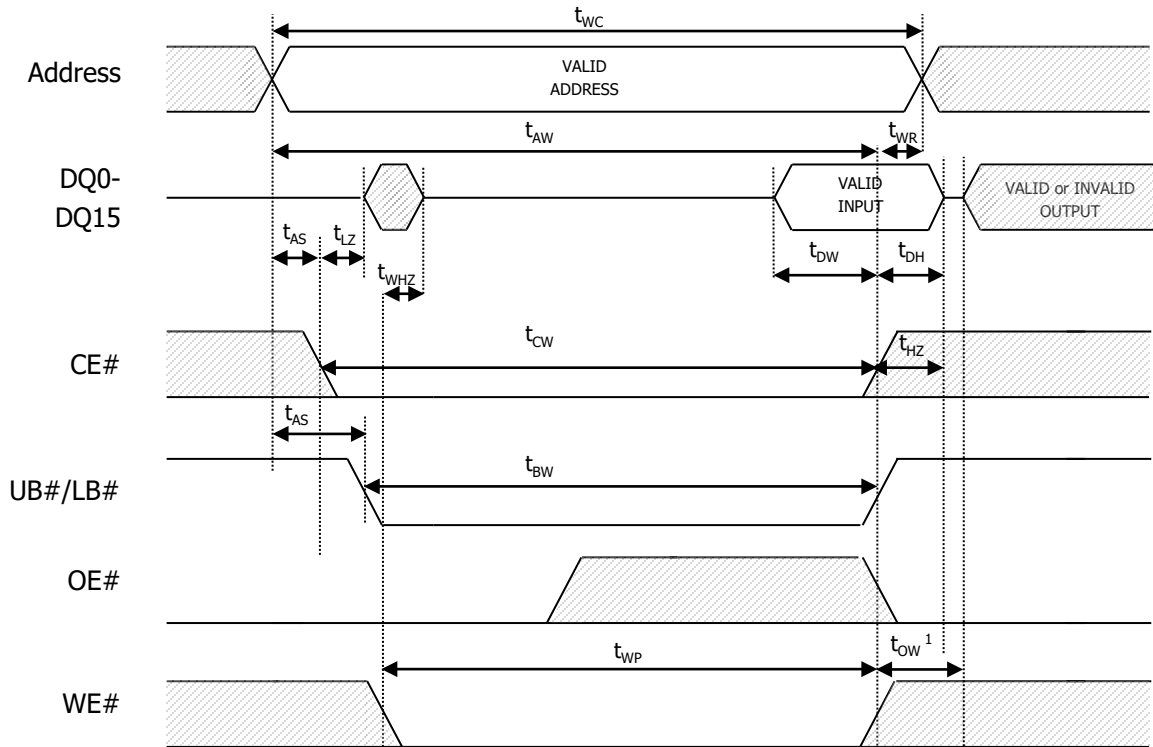 tWC
Address
VALID
ADDRESS
tAW
tWR
DQ0-
DQ15
VALID
INPUT
VALID or INVALID
OUTPUT
tAS
tLZ
tWHZ
tDW
tDH
CE#
tCW
tHZ
tAS
UB#/LB#
tBW
OE#
tWP
tOW 1
WE#